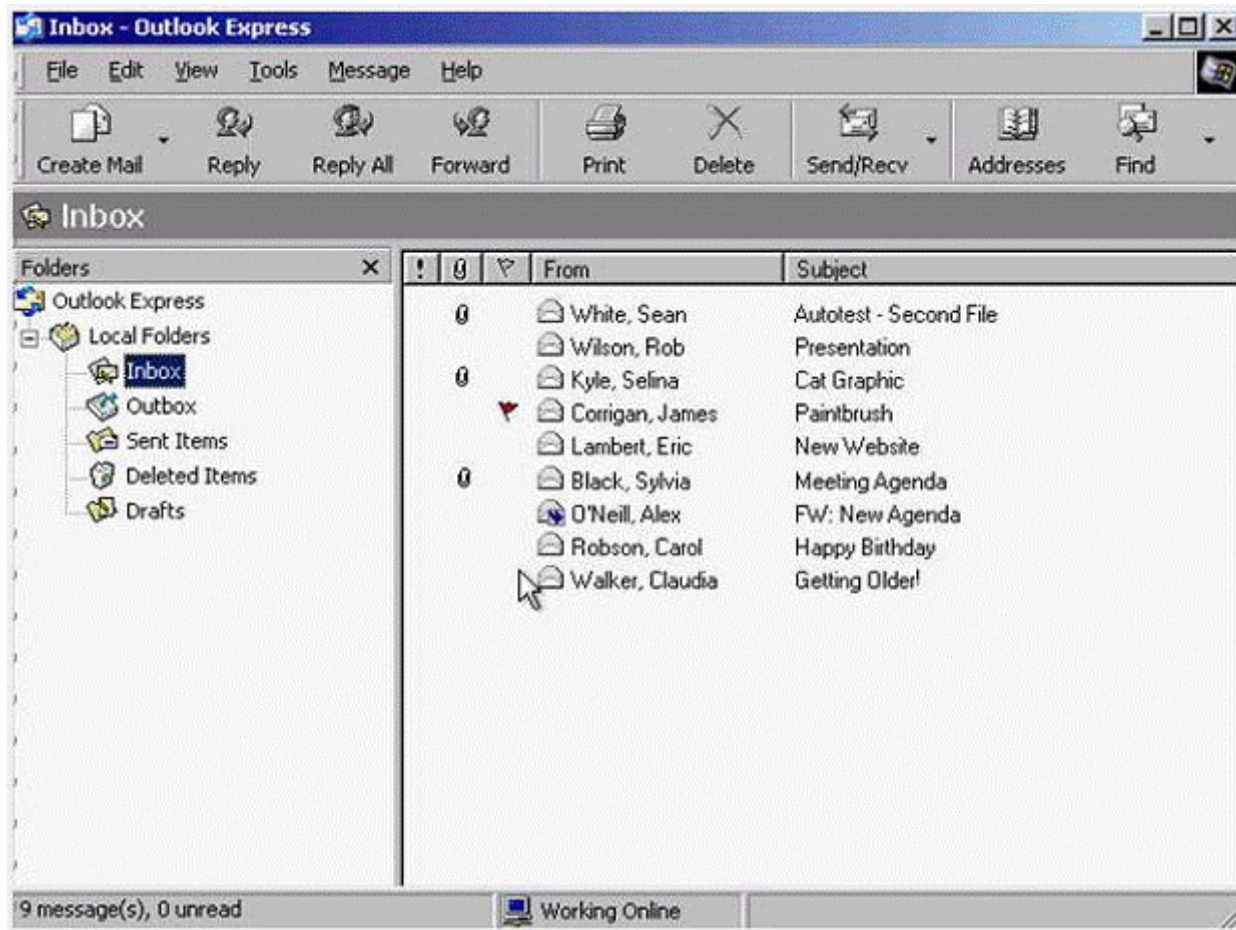 Inbox - Outlook Express
File Edit View Tools Message Help
Create Mail Reply Reply All Forward Print Delete Send/Recv Addresses Find
Inbox
Folders ! From Subject
Outlook Express
Local Folders
Inbox
Outbox
Sent Items
Deleted Items
Drafts
White, Sean Autotest - Second File
Wilson, Rob Presentation
Kyle, Selina Cat Graphic
Corrigan, James Paintbrush
Lambert, Eric New Website
Black, Sylvia Meeting Agenda
O'Neill, Alex FW: New Agenda
Robson, Carol Happy Birthday
Walker, Claudia Getting Older!
9 message(s), 0 unread Working Online